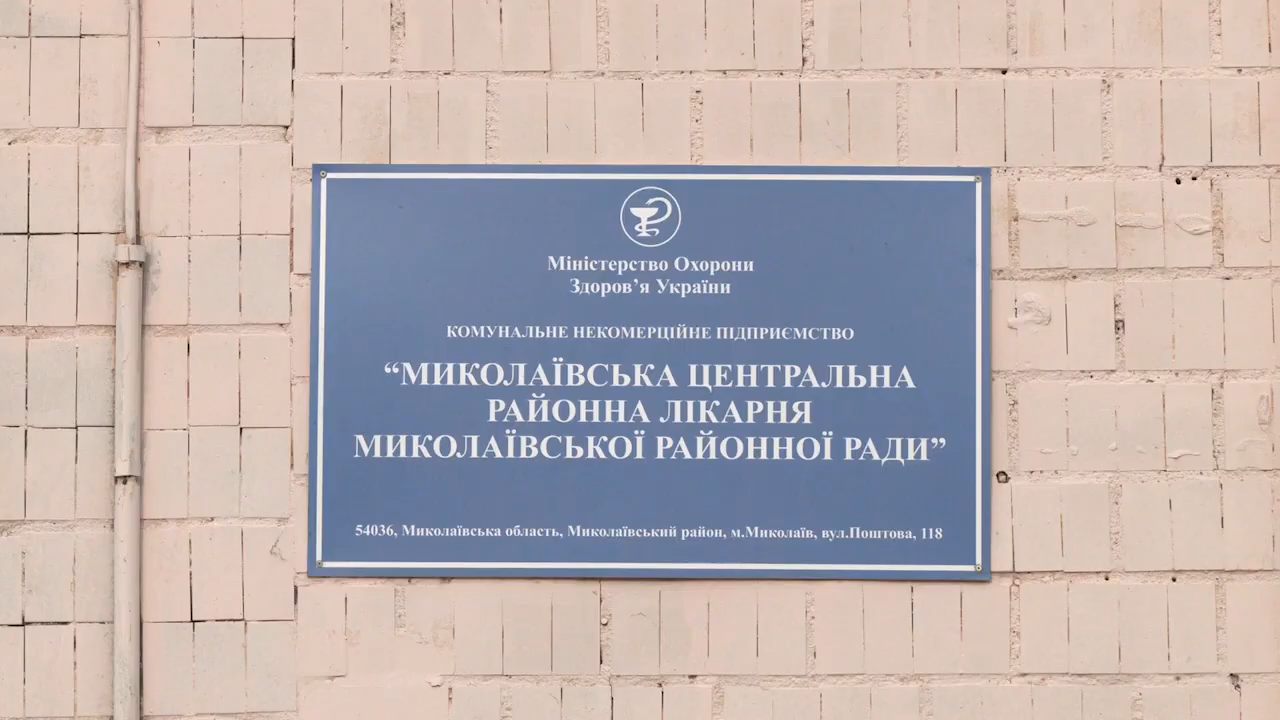 Міністерство Охорони
Здоров’я України
КОМУНАЛЬНЕ НЕКОМЕРЦІЙНЕ ПІДПРИЄМСТВО
“МИКОЛАЇВСЬКА ЦЕНТРАЛЬНА
РАЙОННА ЛІКАРНЯ
МИКОЛАЇВСЬКОЇ РАЙОННОЇ РАДИ”
54036, Миколаївська область, Миколаївський район, м.Миколаїв, вул.Поштова, 118